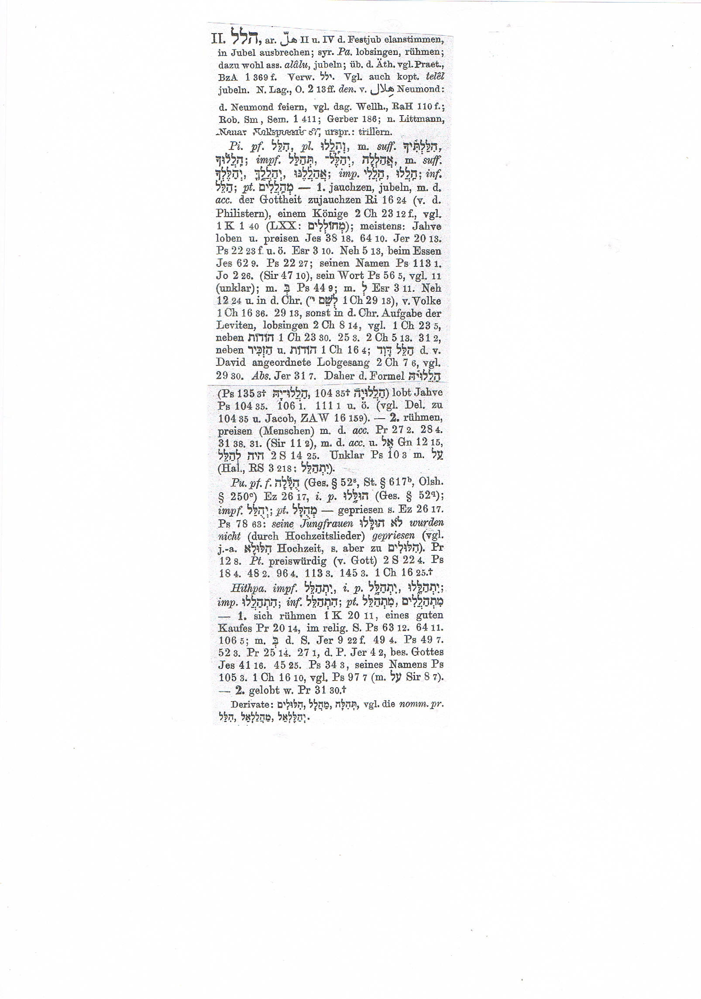 II. הלל, ar. هلّ II u. IV d. Festjub elanstimmen,
in Jubel ausbrechen; syr. Pa. lobsingen, rühmen;
dazu wohl ass. alâlu, jubeln; üb. d. Äth. vgl. Praet.,
BzA 1 369 f. Verw. ילל. Vgl. auch kopt. telêl
jubeln. N. Lag., O. 2 13 ff. den. v. هِلال Neumond:
d. Neumond feiern, vgl. dag. Wellh., RaH 110 f.;
Rob. Sm, Sem. 1 411; Gerber 186; n. Littmann,
urspr.: trillern.
Pi. pf. הִלֵּל, pl. וְהִֽלֲלוּ, m. suff. הִלַּלְתִּ֫יךָ,
הִֽלֲל֫וּךָ; impf. תְּהַלֵּל, יְהַלֶּל־, אֲהַלְלָה, m. suff.
יְהַלֶּלְךָ, יְהַלֲלֶךָּ, אֲהַלֲלֶנּוּ; imp. הַֽלֲלִי, הַֽלֲלוּ; inf.
הַלֵּל; pt. מְהַֽלֲלִים — 1. jauchzen, jubeln, m. d.
acc. der Gottheit zujauchzen Ri 16 24 (v. d.
Philistern), einem Könige 2 Ch 23 12 f., vgl.
1 K 1 40 (LXX: מְחוֹלְלִים); meistens: Jahve
loben u. preisen Jes 38 18. 64 10. Jer 20 13.
Ps 22 23 f. u. ö. Esr 3 10. Neh 5 13, beim Essen
Jes 62 9. Ps 22 27; seinen Namen Ps 113 1.
Jo 2 26. (Sir 47 10), sein Wort Ps 56 5, vgl. 11
(unklar); m. בְּ Ps 44 9; m. לְ Esr 3 11. Neh
12 24 u. in d. Chr. (לְשֵׁם י״ 1 Ch 29 13), v. Volke
1 Ch 16 36. 29 13, sonst in d. Chr. Aufgabe der
Leviten, lobsingen 2 Ch 8 14, vgl. 1 Ch 23 5,
neben הוֹדוֹת 1 Ch 23 30. 25 3. 2 Ch 5 13. 31 2,
neben הַזְכִּיר u. הוֹדוֹת 1 Ch 16 4; הַלֵּל דָּוִד d. v.
David angeordnete Lobgesang 2 Ch 7 6, vgl.
29 30. Abs. Jer 31 7. Daher d. Formel הַלֲלוּיָהּ
(Ps 135 3† הַלֲלוּ־יָהּ, 104 35† הַלֲלוּיָהּ) lobt Jahve
Ps 104 35. 106 1. 111 1 u. ö. (vgl. Del. zu
104 35 u. Jacob, ZAW 16 159). — 2. rühmen,
preisen (Menschen) m. d. acc. Pr 27 2. 28 4.
31 38. 31. (Sir 11 2), m. d. acc. u. אֶל Gn 12 15,
היה לְהַלֵּל 2 S 14 25. Unklar Ps 10 3 m. עַל
(Hal., RS 3 218: יִתְהַלֵּל).
Pu. pf. f. הֻלָּ֫לָה (Ges. § 52ˢ, St. § 617ᵇ, Olsh.
§ 250ᶜ) Ez 26 17, i. p. הוּלָּ֑לוּ (Ges. § 52ᑫ);
impf. יְהֻלַּל; pt. מְהֻלָּל — gepriesen s. Ez 26 17.
Ps 78 63: seine Jungfrauen לֹא הוּלָּ֑לוּ wurden
nicht (durch Hochzeitslieder) gepriesen (vgl.
j.-a. הִלּוּלָא Hochzeit, s. aber zu הִלּוּלִים). Pr
12 8. Pt. preiswürdig (v. Gott) 2 S 22 4. Ps
18 4. 48 2. 96 4. 113 3. 145 3. 1 Ch 16 25.†
Hithpa. impf. יִתְהַלֵּל, i. p. יִתְהַלָּ֑ל, יִתְהַלָּ֑לוּ;
imp. הִתְהַֽלֲלוּ; inf. הִתְהַלֵּל; pt. מִתְהַלֵּל, מִתְהַֽלֲלִים
— 1. sich rühmen 1 K 20 11, eines guten
Kaufes Pr 20 14, im relig. S. Ps 63 12. 64 11.
106 5; m. בְּ d. S. Jer 9 22 f. 49 4. Ps 49 7.
52 3. Pr 25 14. 27 1, d. P. Jer 4 2, bes. Gottes
Jes 41 16. 45 25. Ps 34 3, seines Namens Ps
105 3. 1 Ch 16 10, vgl. Ps 97 7 (m. על Sir 8 7).
— 2. gelobt w. Pr 31 30.†
Derivate: הִלּוּלִים, מַהֲלָל, תְּהִלָּה, vgl. die nomm. pr.
הִלֵּל, מַהֲלַלְאֵל, יְהַלֶּלְאֵל.